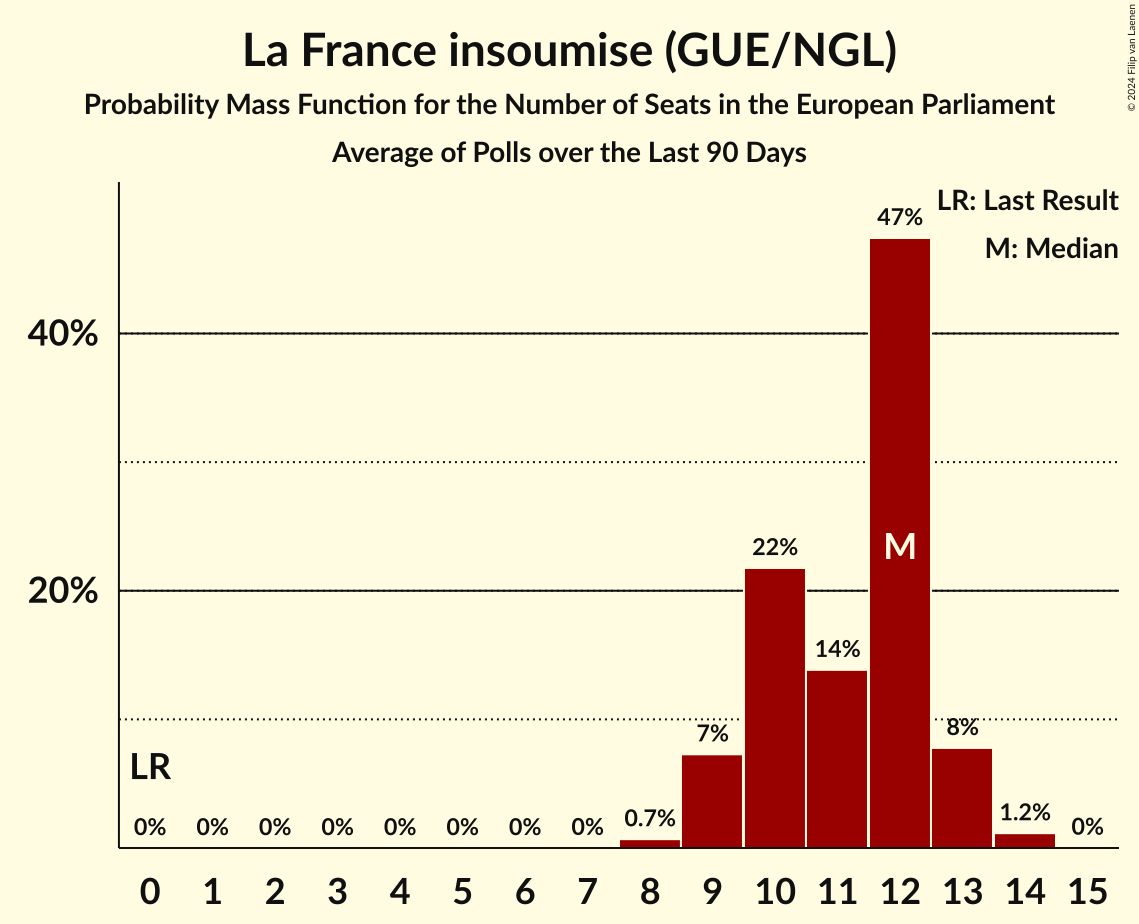 La France insoumise (GUE/NGL)
Probability Mass Function for the Number of Seats in the European Parliament
Average of Polls over the Last 90 Days
© 2024 Filip van Laenen
LR: Last Result
M: Median
47%
40%
22%
M
20%
14%
7%
8%
LR
0% 0% 0% 0% 0% 0% 0% 0% 0.7% 1.2% 0%
0 1 2 3 4 5 6 7 8 9 10 11 12 13 14 15